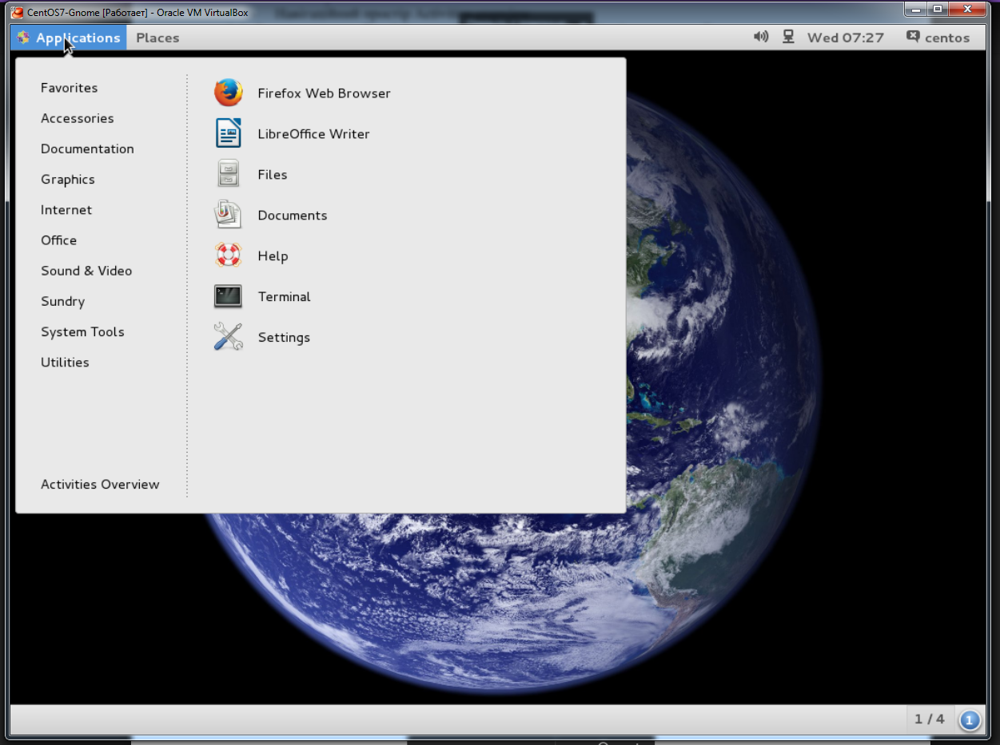 CentOS7-Gnome [Работает] - Oracle VM VirtualBox
Applications Places Wed 07:27 centos
Favorites
Accessories
Documentation
Graphics
Internet
Office
Sound & Video
Sundry
System Tools
Utilities
Activities Overview
Firefox Web Browser
LibreOffice Writer
Files
Documents
Help
Terminal
Settings
1 / 4 1